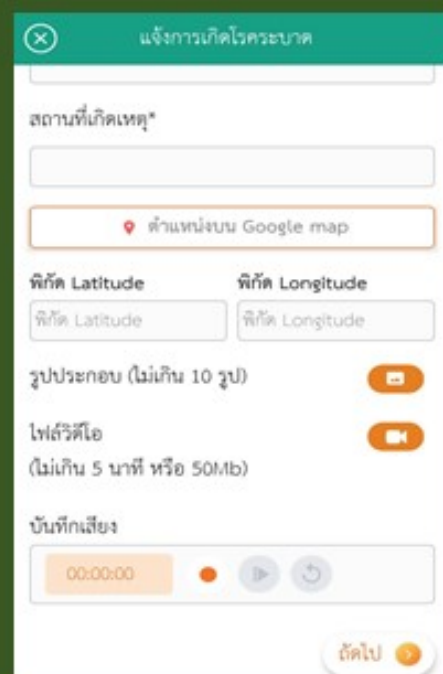 แจ้งการเกิดโรคระบาด
สถานที่เกิดเหตุ*
ตำแหน่งบน Google map
พิกัด Latitude พิกัด Longitude
พิกัด Latitude พิกัด Longitude
รูปประกอบ (ไม่เกิน 10 รูป)
ไฟล์วิดีโอ
(ไม่เกิน 5 นาที หรือ 50Mb)
บันทึกเสียง
00:00:00
ถัดไป